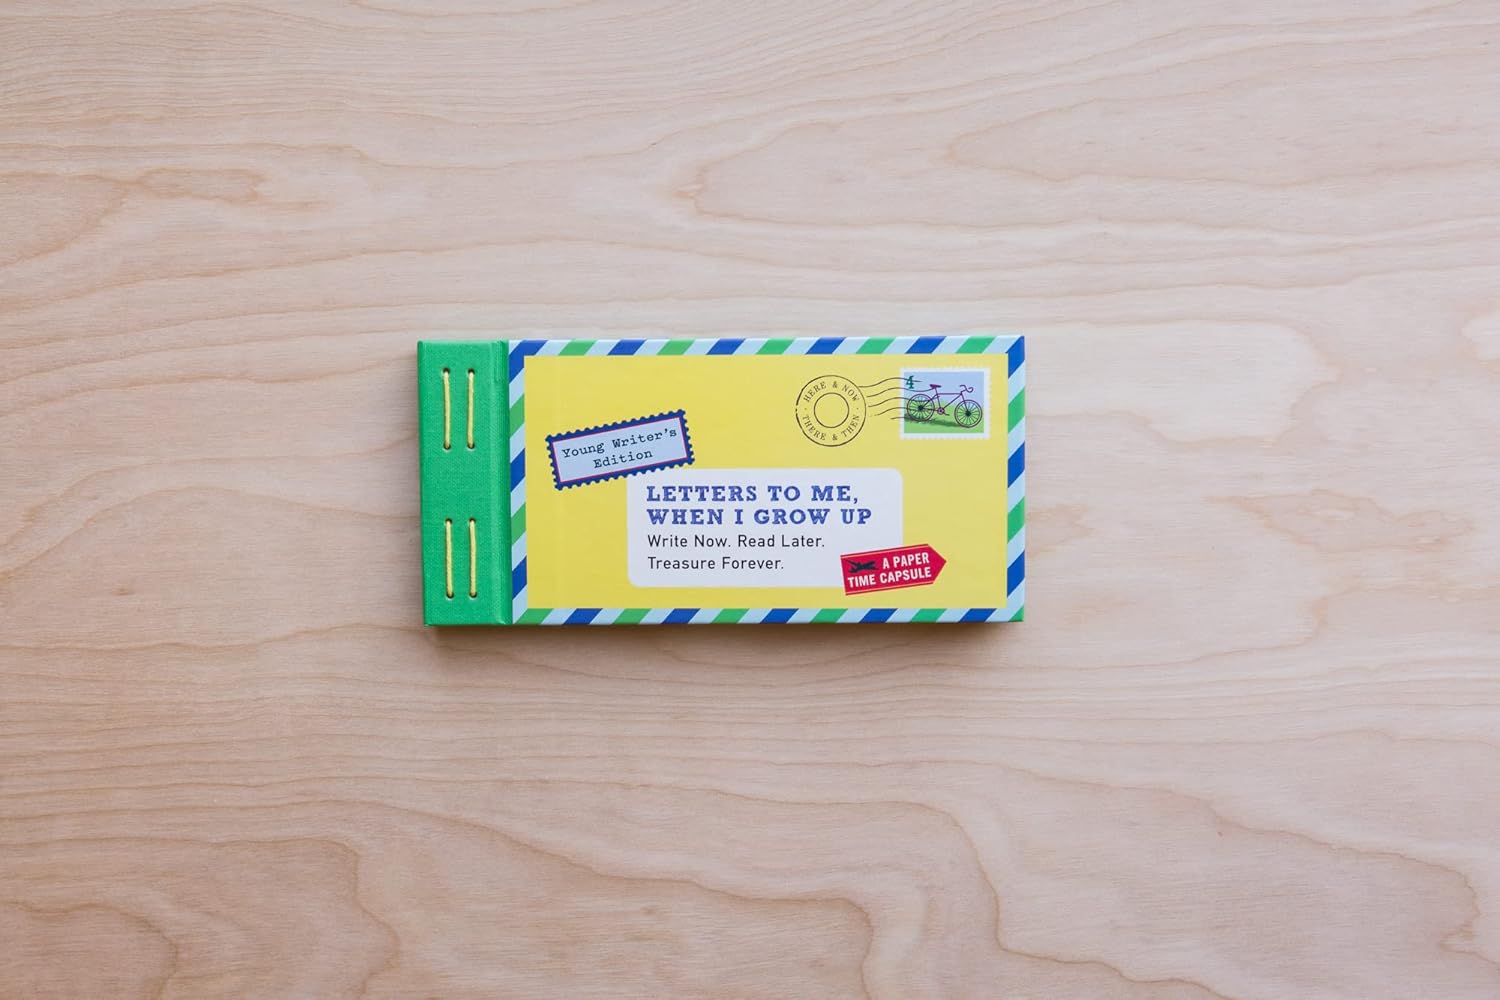 HERE & NOW
THERE & THEN
4
Young Writer's
Edition
LETTERS TO ME,
WHEN I GROW UP
Write Now. Read Later.
Treasure Forever.
A PAPER
TIME CAPSULE